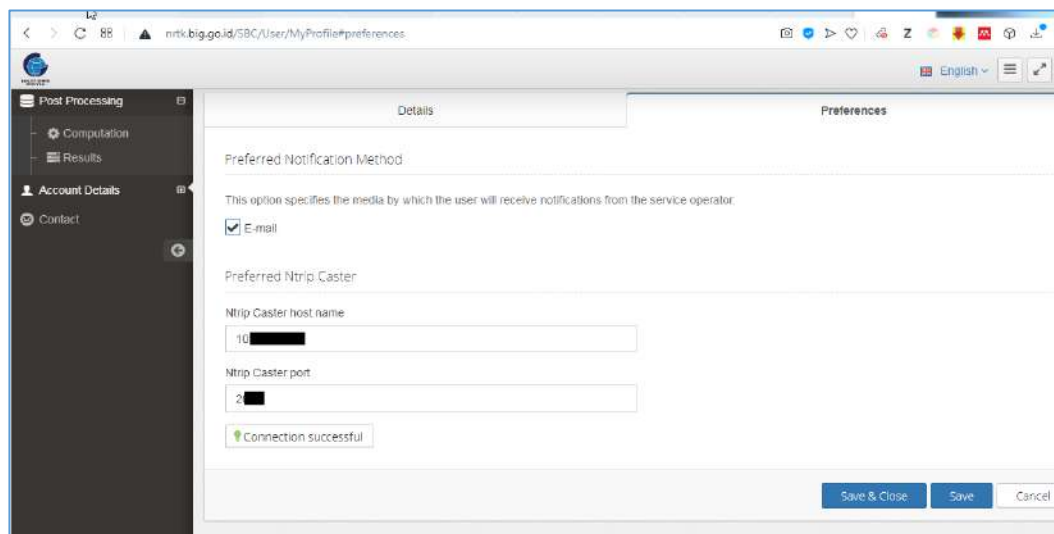 nrtk.big.go.id/SBC/User/MyProfile#preferences
English
Post Processing
Computation
Results
Account Details
Contact
Details
Preferences
Preferred Notification Method
This option specifies the media by which the user will receive notifications from the service operator.
E-mail
Preferred Ntrip Caster
Ntrip Caster host name
10
Ntrip Caster port
2
Connection successful
Save & Close
Save
Cancel